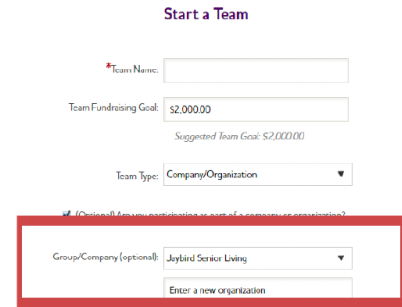 Start a Team
*Team Name:
Team Fundraising Goal: $2,000.00
Suggested Team Goal: $2,000.00
Team Type: Company/Organization
(Optional) Are you participating as part of a company or organization?
Group/Company (optional): Jaybird Senior Living
Enter a new organization